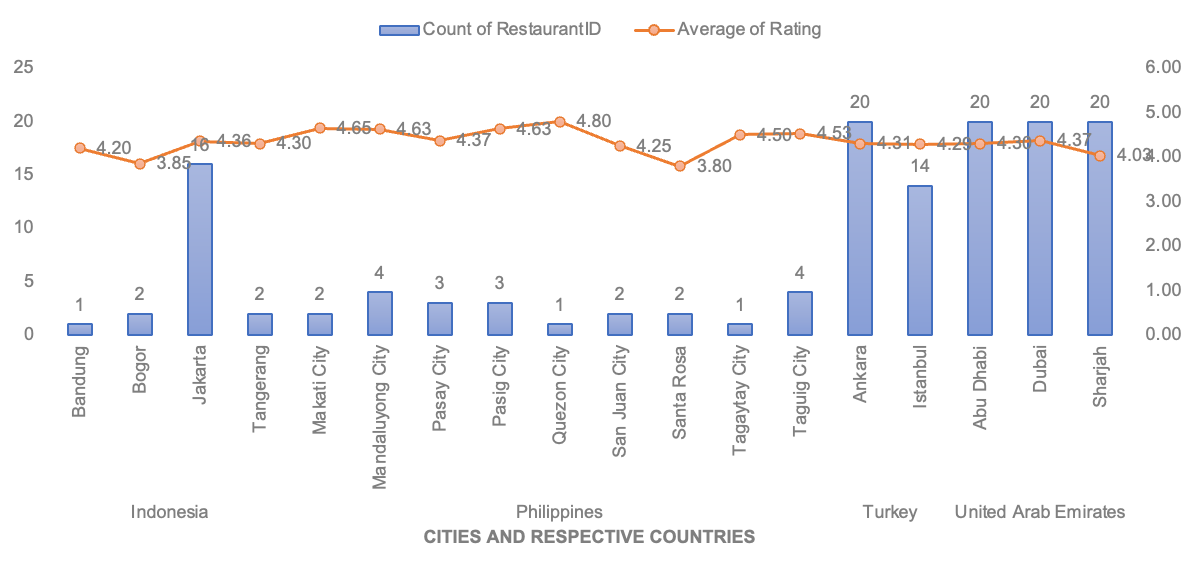 Count of RestaurantID
Average of Rating
25
20
15
10
5
0
6.00
5.00
4.00
3.00
2.00
1.00
0.00
4.20
3.85
4.36
4.30
4.65
4.63
4.37
4.63
4.80
4.25
3.80
4.50
4.53
4.31
4.29
4.30
4.37
4.03
1
2
16
2
2
4
3
3
1
2
2
1
4
20
14
20
20
20
Bandung
Bogor
Jakarta
Tangerang
Makati City
Mandaluyong City
Pasay City
Pasig City
Quezon City
San Juan City
Santa Rosa
Tagaytay City
Taguig City
Ankara
Istanbul
Abu Dhabi
Dubai
Sharjah
Indonesia
Philippines
Turkey
United Arab Emirates
CITIES AND RESPECTIVE COUNTRIES